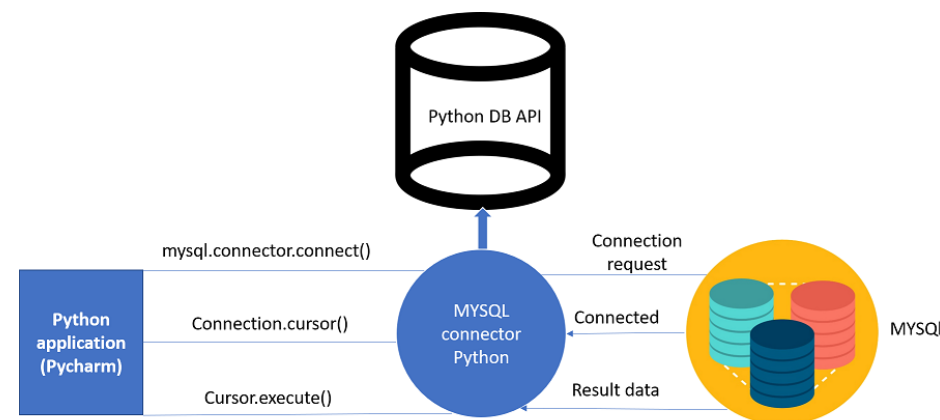 Python DB API
mysql.connector.connect()
Connection
request
Python
application
(Pycharm)
Connection.cursor()
MYSQL
connector
Python
Connected
MYSQl
Cursor.execute()
Result data